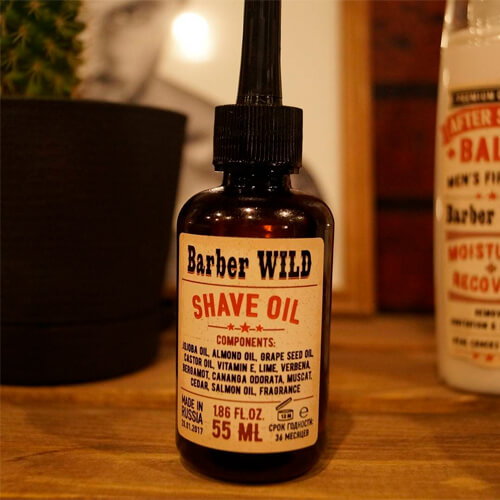 Barber WILD
SHAVE OIL
COMPONENTS:
JOJOBA OIL, ALMOND OIL, GRAPE SEED OIL,
CASTOR OIL, VITAMIN E, LIME, VERBENA,
BERGAMOT, CANANGA ODORATA, MUSCAT,
CEDAR, SALMON OIL, FRAGRANCE
MADE IN
RUSSIA
1.86 FL.OZ.
55 ML
12 M
СРОК ГОДНОСТИ:
36 МЕСЯЦЕВ
PREMIUM
AFTER S
BAL
MEN'S FI
Barber
MOISTU
+
RECOV